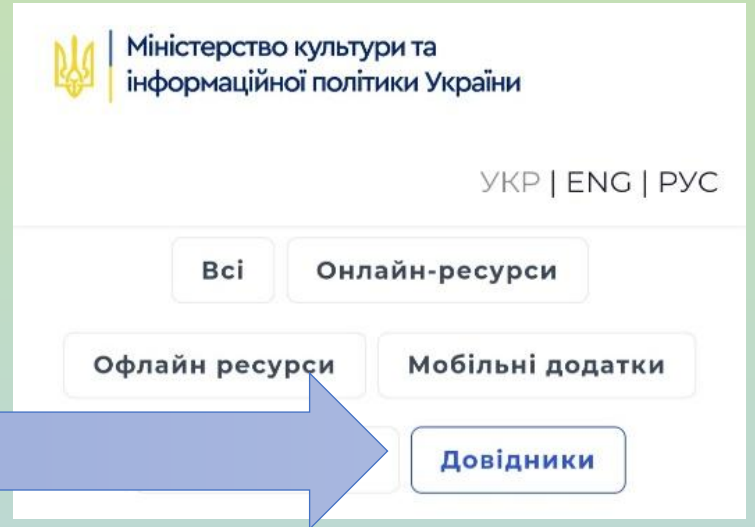 Міністерство культури та
інформаційної політики України
УКР | ENG | РУС
Всі Онлайн-ресурси
Офлайн ресурси Мобільні додатки
Довідники